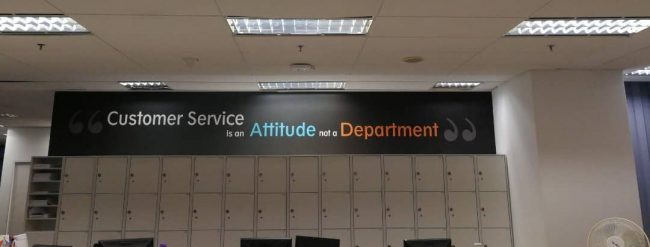 “ Customer Service
is an Attitude not a Department ”